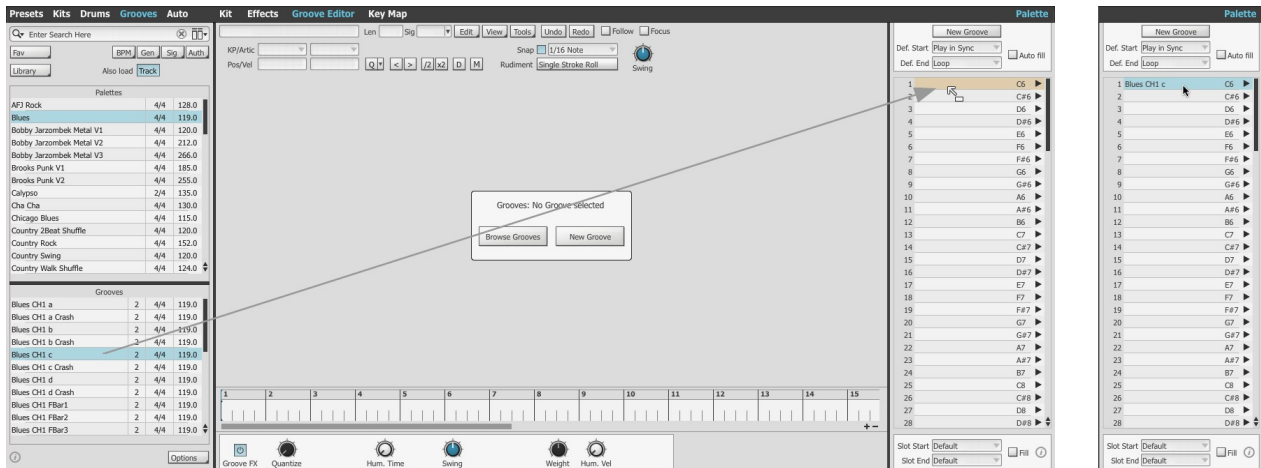 Presets Kits Drums Grooves Auto
Enter Search Here
Fav BPM Gen Sig Auth
Library Also load Track
Palettes
AFJ Rock 4/4 128.0
Blues 4/4 119.0
Bobby Jarzombek Metal V1 4/4 120.0
Bobby Jarzombek Metal V2 4/4 212.0
Bobby Jarzombek Metal V3 4/4 266.0
Brooks Punk V1 4/4 185.0
Brooks Punk V2 4/4 255.0
Calypso 2/4 135.0
Cha Cha 4/4 130.0
Chicago Blues 4/4 115.0
Country 2Beat Shuffle 4/4 120.0
Country Rock 4/4 152.0
Country Swing 4/4 120.0
Country Walk Shuffle 4/4 124.0
Grooves
Blues CH1 a 2 4/4 119.0
Blues CH1 a Crash 2 4/4 119.0
Blues CH1 b 2 4/4 119.0
Blues CH1 b Crash 2 4/4 119.0
Blues CH1 c 2 4/4 119.0
Blues CH1 c Crash 2 4/4 119.0
Blues CH1 d 2 4/4 119.0
Blues CH1 d Crash 2 4/4 119.0
Blues CH1 FBar1 2 4/4 119.0
Blues CH1 FBar2 2 4/4 119.0
Blues CH1 FBar3 2 4/4 119.0
Options
Kit Effects Groove Editor Key Map
Len Sig Edit View Tools Undo Redo Follow Focus
KP/Artic Snap 1/16 Note
Pos/Vel Q < > /2 x2 D M Rudiment Single Stroke Roll Swing
Grooves: No Groove selected
Browse Grooves New Groove
1 2 3 4 5 6 7 8 9 10 11 12 13 14 15
+ -
Groove FX Quantize Hum. Time Swing Weight Hum. Vel
Palette
New Groove
Def. Start Play in Sync
Auto fill
Def. End Loop
1 C6
2 C#6
3 D6
4 D#6
5 E6
6 F6
7 F#6
8 G6
9 G#6
10 A6
11 A#6
12 B6
13 C7
14 C#7
15 D7
16 D#7
17 E7
18 F7
19 F#7
20 G7
21 G#7
22 A7
23 A#7
24 B7
25 C8
26 C#8
27 D8
28 D#8
Slot Start Default
Fill
Slot End Default
Palette
New Groove
Def. Start Play in Sync
Auto fill
Def. End Loop
1 Blues CH1 c C6
2 C#6
3 D6
4 D#6
5 E6
6 F6
7 F#6
8 G6
9 G#6
10 A6
11 A#6
12 B6
13 C7
14 C#7
15 D7
16 D#7
17 E7
18 F7
19 F#7
20 G7
21 G#7
22 A7
23 A#7
24 B7
25 C8
26 C#8
27 D8
28 D#8
Slot Start Default
Fill
Slot End Default